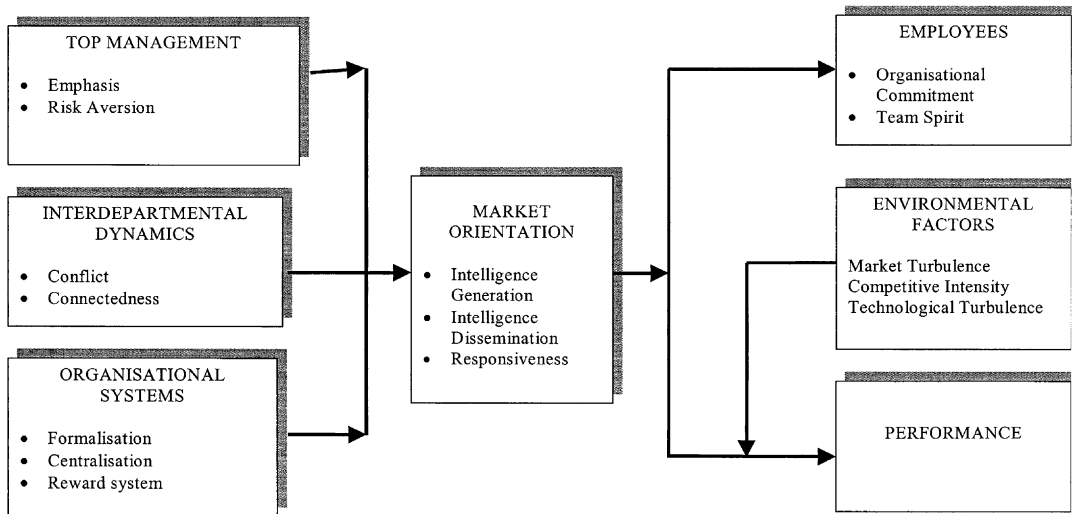 TOP MANAGEMENT
• Emphasis
• Risk Aversion
INTERDEPARTMENTAL
DYNAMICS
• Conflict
• Connectedness
ORGANISATIONAL
SYSTEMS
• Formalisation
• Centralisation
• Reward system
MARKET
ORIENTATION
• Intelligence
Generation
• Intelligence
Dissemination
• Responsiveness
EMPLOYEES
• Organisational
Commitment
• Team Spirit
ENVIRONMENTAL
FACTORS
Market Turbulence
Competitive Intensity
Technological Turbulence
PERFORMANCE